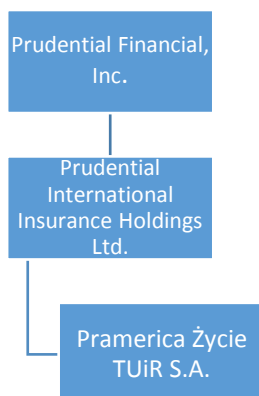 Prudential Financial,
Inc.
Prudential
International
Insurance Holdings
Ltd.
Pramerica Życie
TUiR S.A.